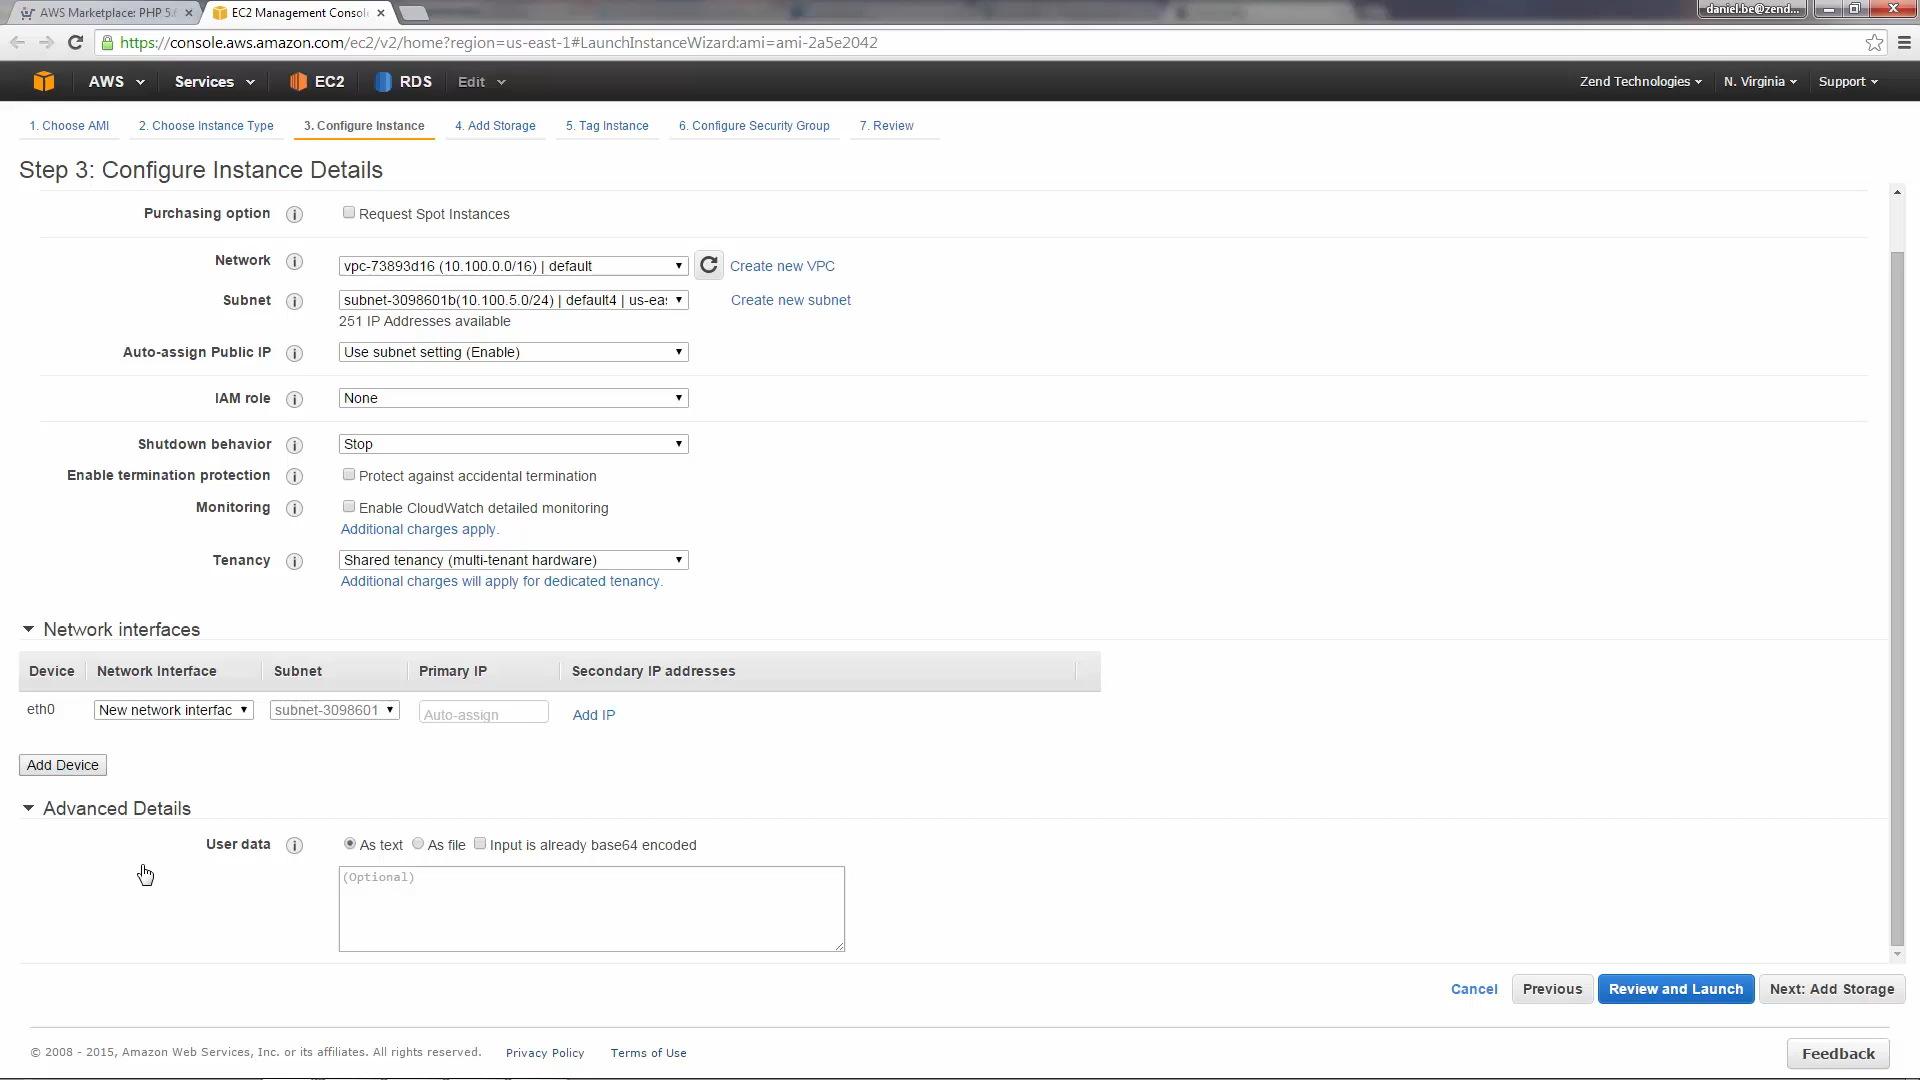 AWS Marketplace: PHP 5.
EC2 Management Consol
daniel.be@zend...
https://console.aws.amazon.com/ec2/v2/home?region=us-east-1#LaunchInstanceWizard:ami=ami-2a5e2042
AWS Services EC2 RDS Edit Zend Technologies N. Virginia Support
1. Choose AMI 2. Choose Instance Type 3. Configure Instance 4. Add Storage 5. Tag Instance 6. Configure Security Group 7. Review
Step 3: Configure Instance Details
Purchasing option i Request Spot Instances
Network i vpc-73893d16 (10.100.0.0/16) | default Create new VPC
Subnet i subnet-3098601b(10.100.5.0/24) | default4 | us-ea Create new subnet
251 IP Addresses available
Auto-assign Public IP i Use subnet setting (Enable)
IAM role i None
Shutdown behavior i Stop
Enable termination protection i Protect against accidental termination
Monitoring i Enable CloudWatch detailed monitoring
Additional charges apply.
Tenancy i Shared tenancy (multi-tenant hardware)
Additional charges will apply for dedicated tenancy.
Network interfaces
Device Network Interface Subnet Primary IP Secondary IP addresses
eth0 New network interfac subnet-3098601 Auto-assign Add IP
Add Device
Advanced Details
User data i As text As file Input is already base64 encoded
(Optional)
Cancel Previous Review and Launch Next: Add Storage
© 2008 - 2015, Amazon Web Services, Inc. or its affiliates. All rights reserved. Privacy Policy Terms of Use Feedback